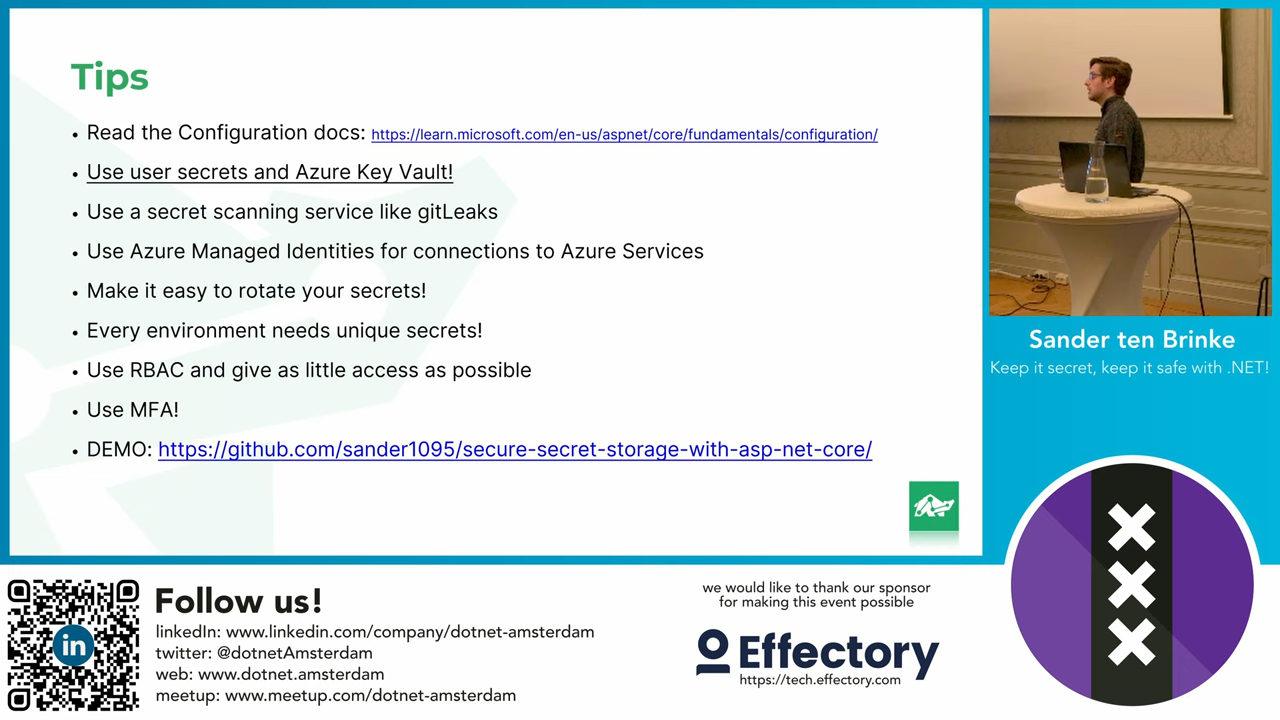 Tips
• Read the Configuration docs: https://learn.microsoft.com/en-us/aspnet/core/fundamentals/configuration/
• Use user secrets and Azure Key Vault!
• Use a secret scanning service like gitLeaks
• Use Azure Managed Identities for connections to Azure Services
• Make it easy to rotate your secrets!
• Every environment needs unique secrets!
• Use RBAC and give as little access as possible
• Use MFA!
• DEMO: https://github.com/sander1095/secure-secret-storage-with-asp-net-core/
Sander ten Brinke
Keep it secret, keep it safe with .NET!
in
Follow us!
linkedIn: www.linkedin.com/company/dotnet-amsterdam
twitter: @dotnetAmsterdam
web: www.dotnet.amsterdam
meetup: www.meetup.com/dotnet-amsterdam
we would like to thank our sponsor
for making this event possible
Effectory
https://tech.effectory.com